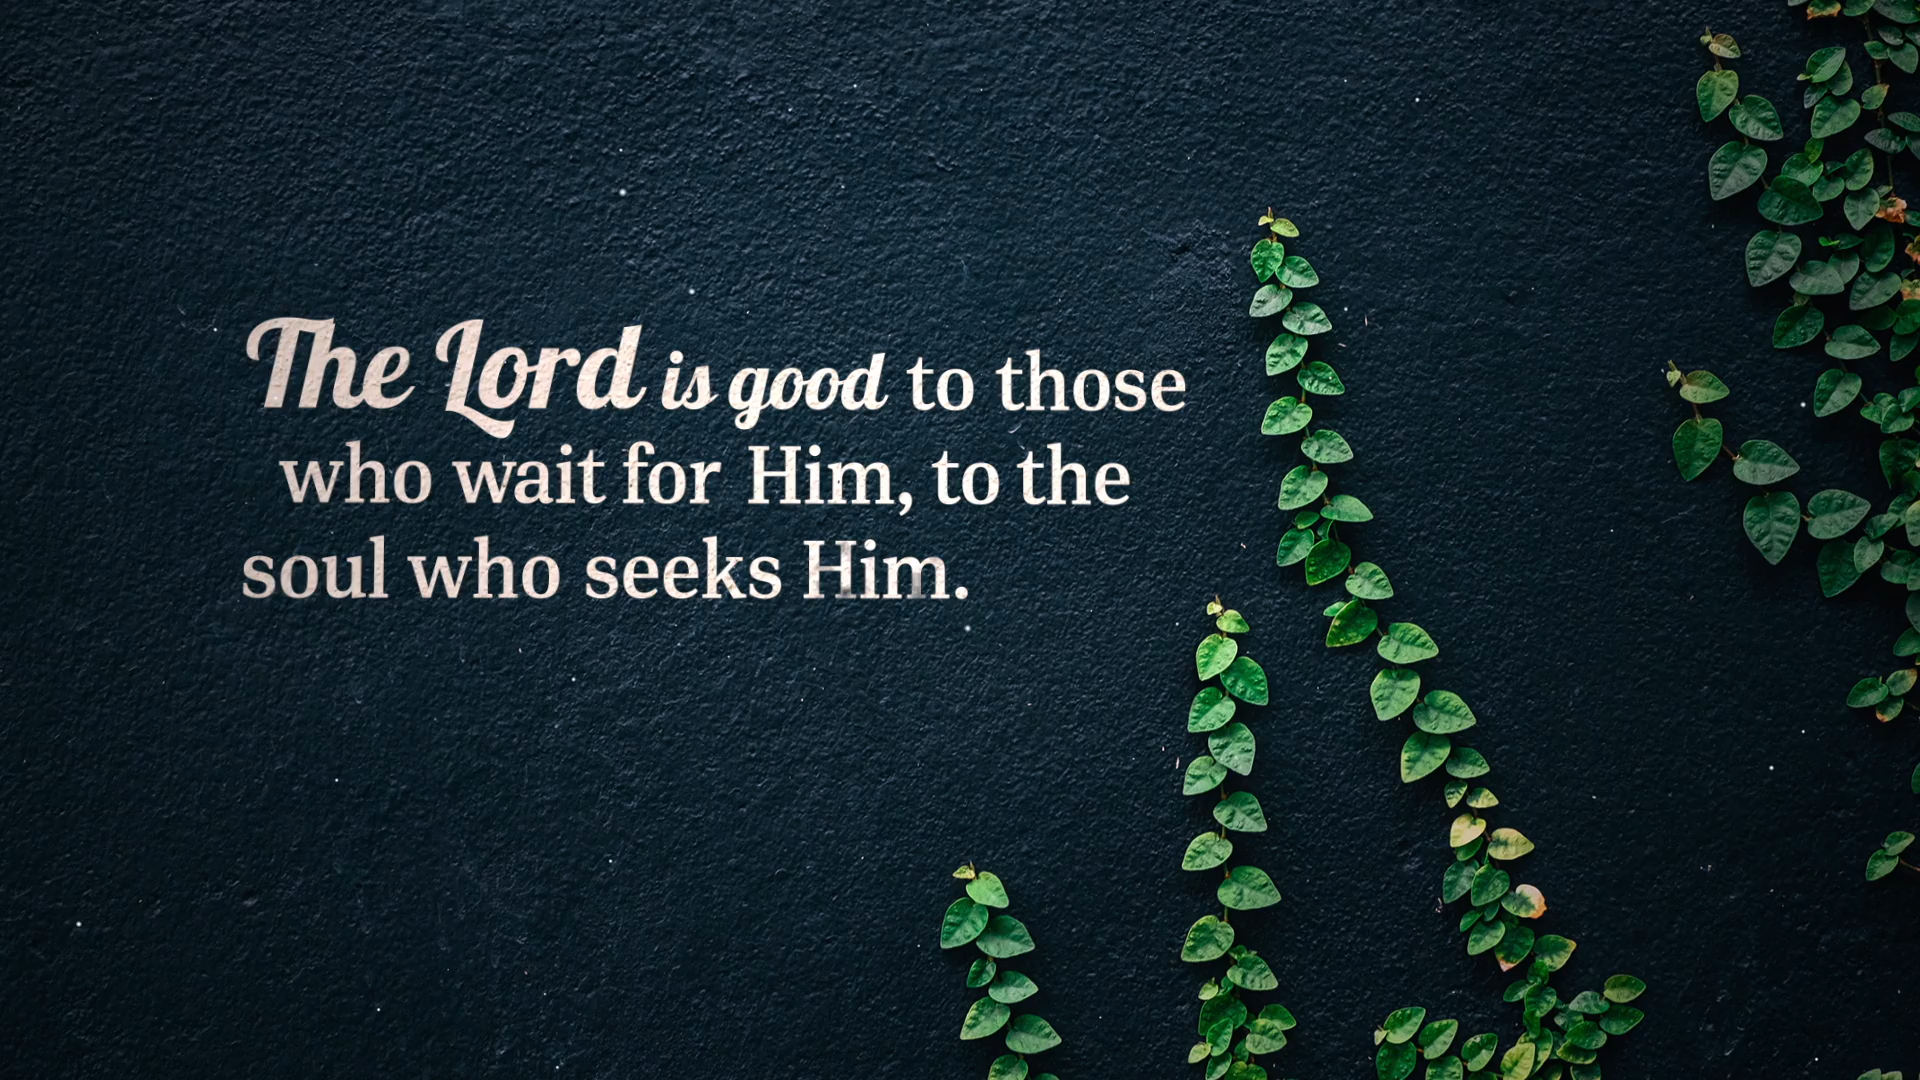 The Lord is good to those
who wait for Him, to the
soul who seeks Him.